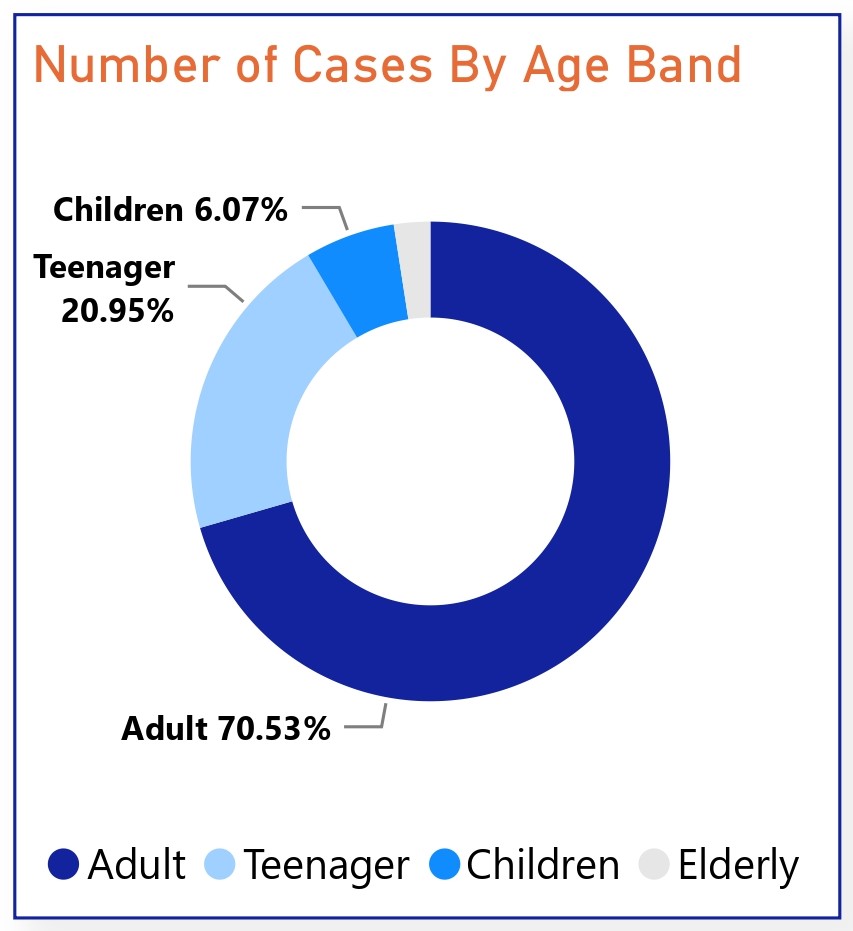 Number of Cases By Age Band
Children 6.07%
Teenager
20.95%
Adult 70.53%
Adult Teenager Children Elderly